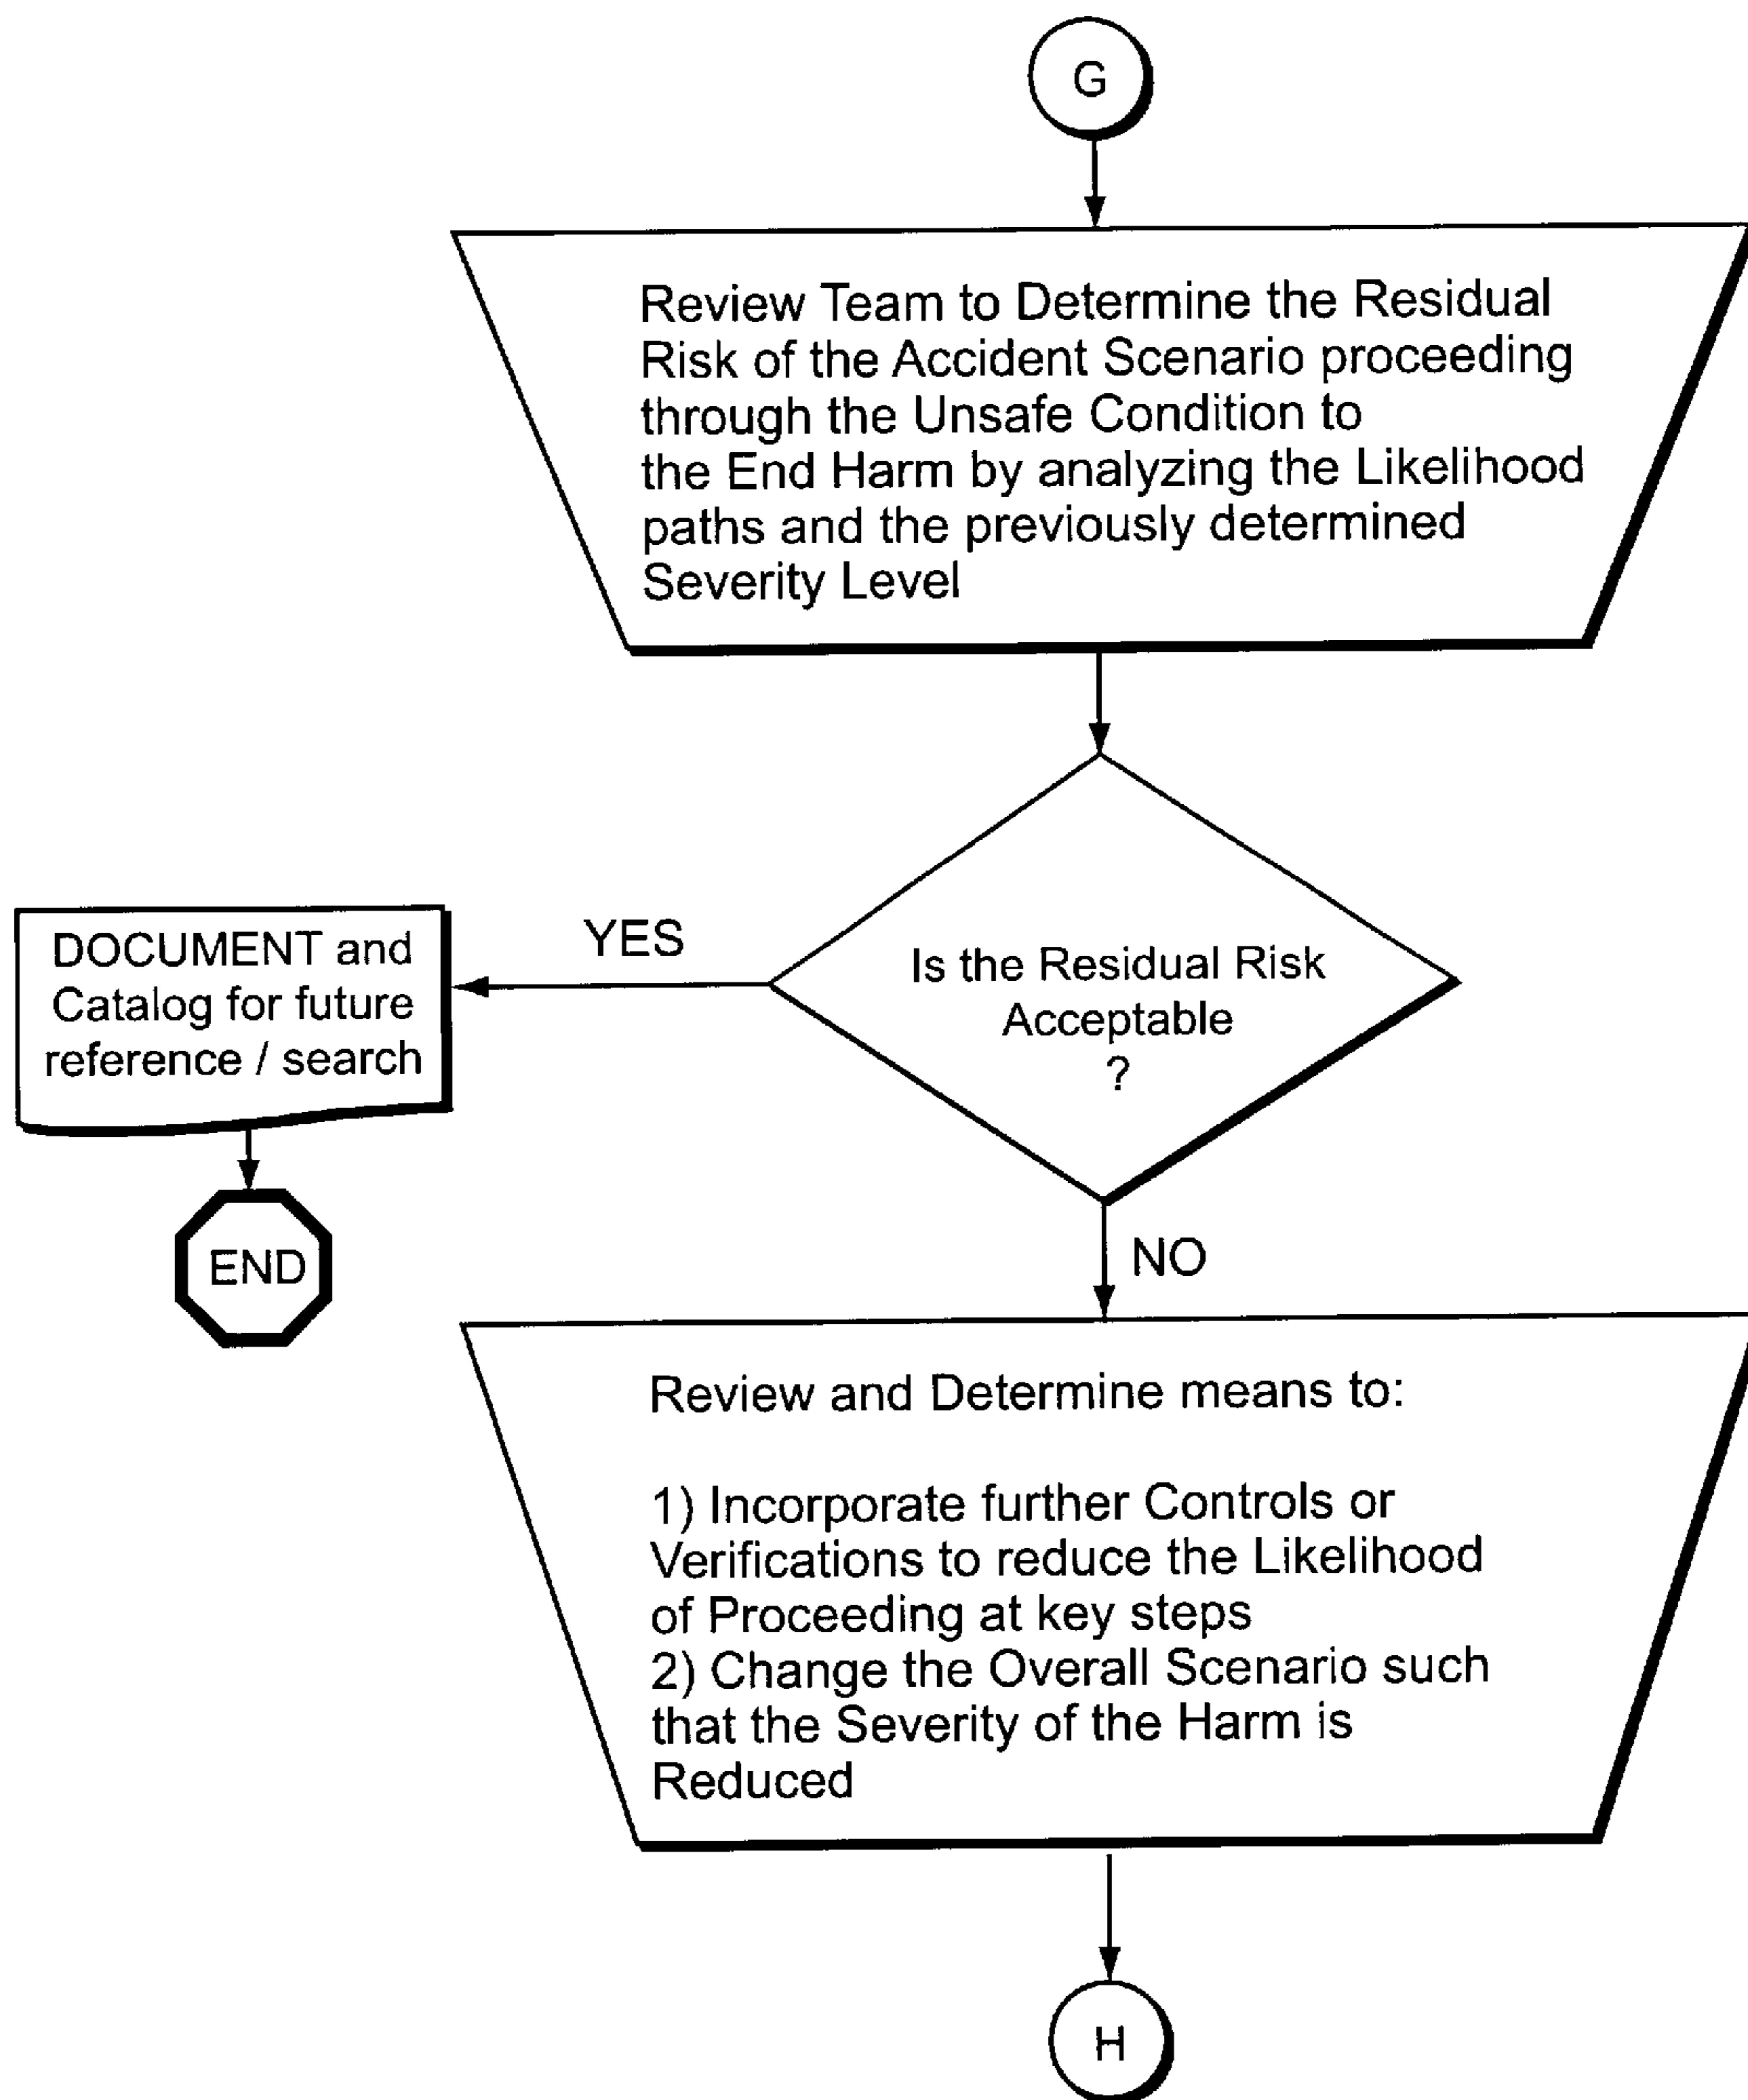 G
Review Team to Determine the Residual
Risk of the Accident Scenario proceeding
through the Unsafe Condition to
the End Harm by analyzing the Likelihood
paths and the previously determined
Severity Level
Is the Residual Risk
Acceptable
?
YES
DOCUMENT and
Catalog for future
reference / search
END
NO
Review and Determine means to:
1) Incorporate further Controls or
Verifications to reduce the Likelihood
of Proceeding at key steps
2) Change the Overall Scenario such
that the Severity of the Harm is
Reduced
H